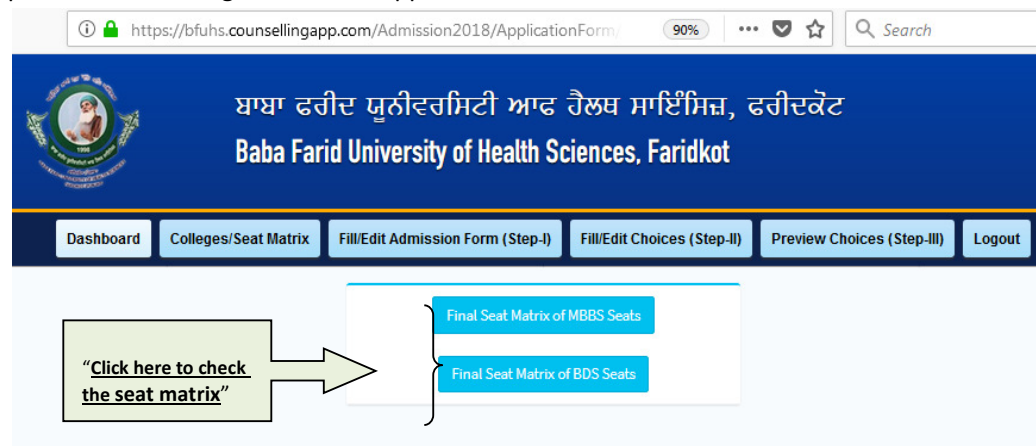 https://bfuhs.counsellingapp.com/Admission2018/ApplicationForm/ 90% ••• Search
ਬਾਬਾ ਫਰੀਦ ਯੂਨੀਵਰਸਿਟੀ ਆਫ ਹੈਲਥ ਸਾਇੰਸਿਜ਼, ਫਰੀਦਕੋਟ
Baba Farid University of Health Sciences, Faridkot
Dashboard Colleges/Seat Matrix Fill/Edit Admission Form (Step-I) Fill/Edit Choices (Step-II) Preview Choices (Step-III) Logout
Final Seat Matrix of MBBS Seats
Final Seat Matrix of BDS Seats
“Click here to check
the seat matrix”